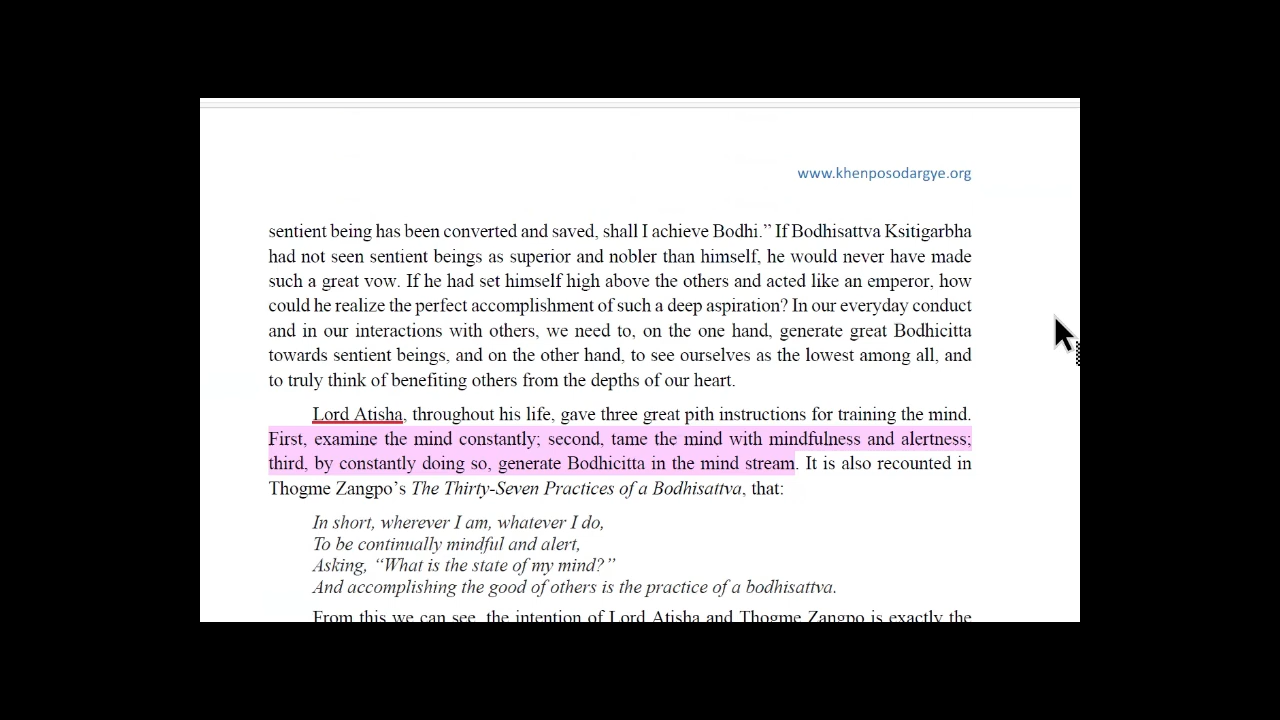 www.khenposodargye.org
sentient being has been converted and saved, shall I achieve Bodhi.” If Bodhisattva Ksitigarbha
had not seen sentient beings as superior and nobler than himself, he would never have made
such a great vow. If he had set himself high above the others and acted like an emperor, how
could he realize the perfect accomplishment of such a deep aspiration? In our everyday conduct
and in our interactions with others, we need to, on the one hand, generate great Bodhicitta
towards sentient beings, and on the other hand, to see ourselves as the lowest among all, and
to truly think of benefiting others from the depths of our heart.
Lord Atisha, throughout his life, gave three great pith instructions for training the mind.
First, examine the mind constantly; second, tame the mind with mindfulness and alertness;
third, by constantly doing so, generate Bodhicitta in the mind stream. It is also recounted in
Thogme Zangpo’s The Thirty-Seven Practices of a Bodhisattva, that:
In short, wherever I am, whatever I do,
To be continually mindful and alert,
Asking, “What is the state of my mind?”
And accomplishing the good of others is the practice of a bodhisattva.
From this we can see, the intention of Lord Atisha and Thogme Zangpo is exactly the